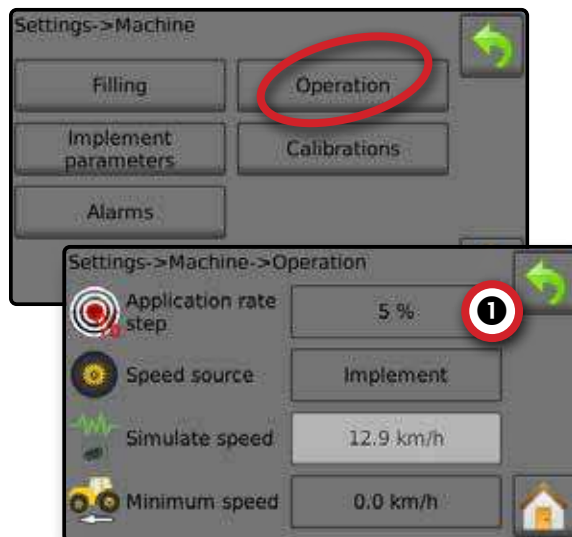 Settings->Machine
Filling
Operation
Implement
parameters
Calibrations
Alarms
Settings->Machine->Operation
Application rate
step
5 %
1
Speed source
Implement
Simulate speed
12.9 km/h
Minimum speed
0.0 km/h